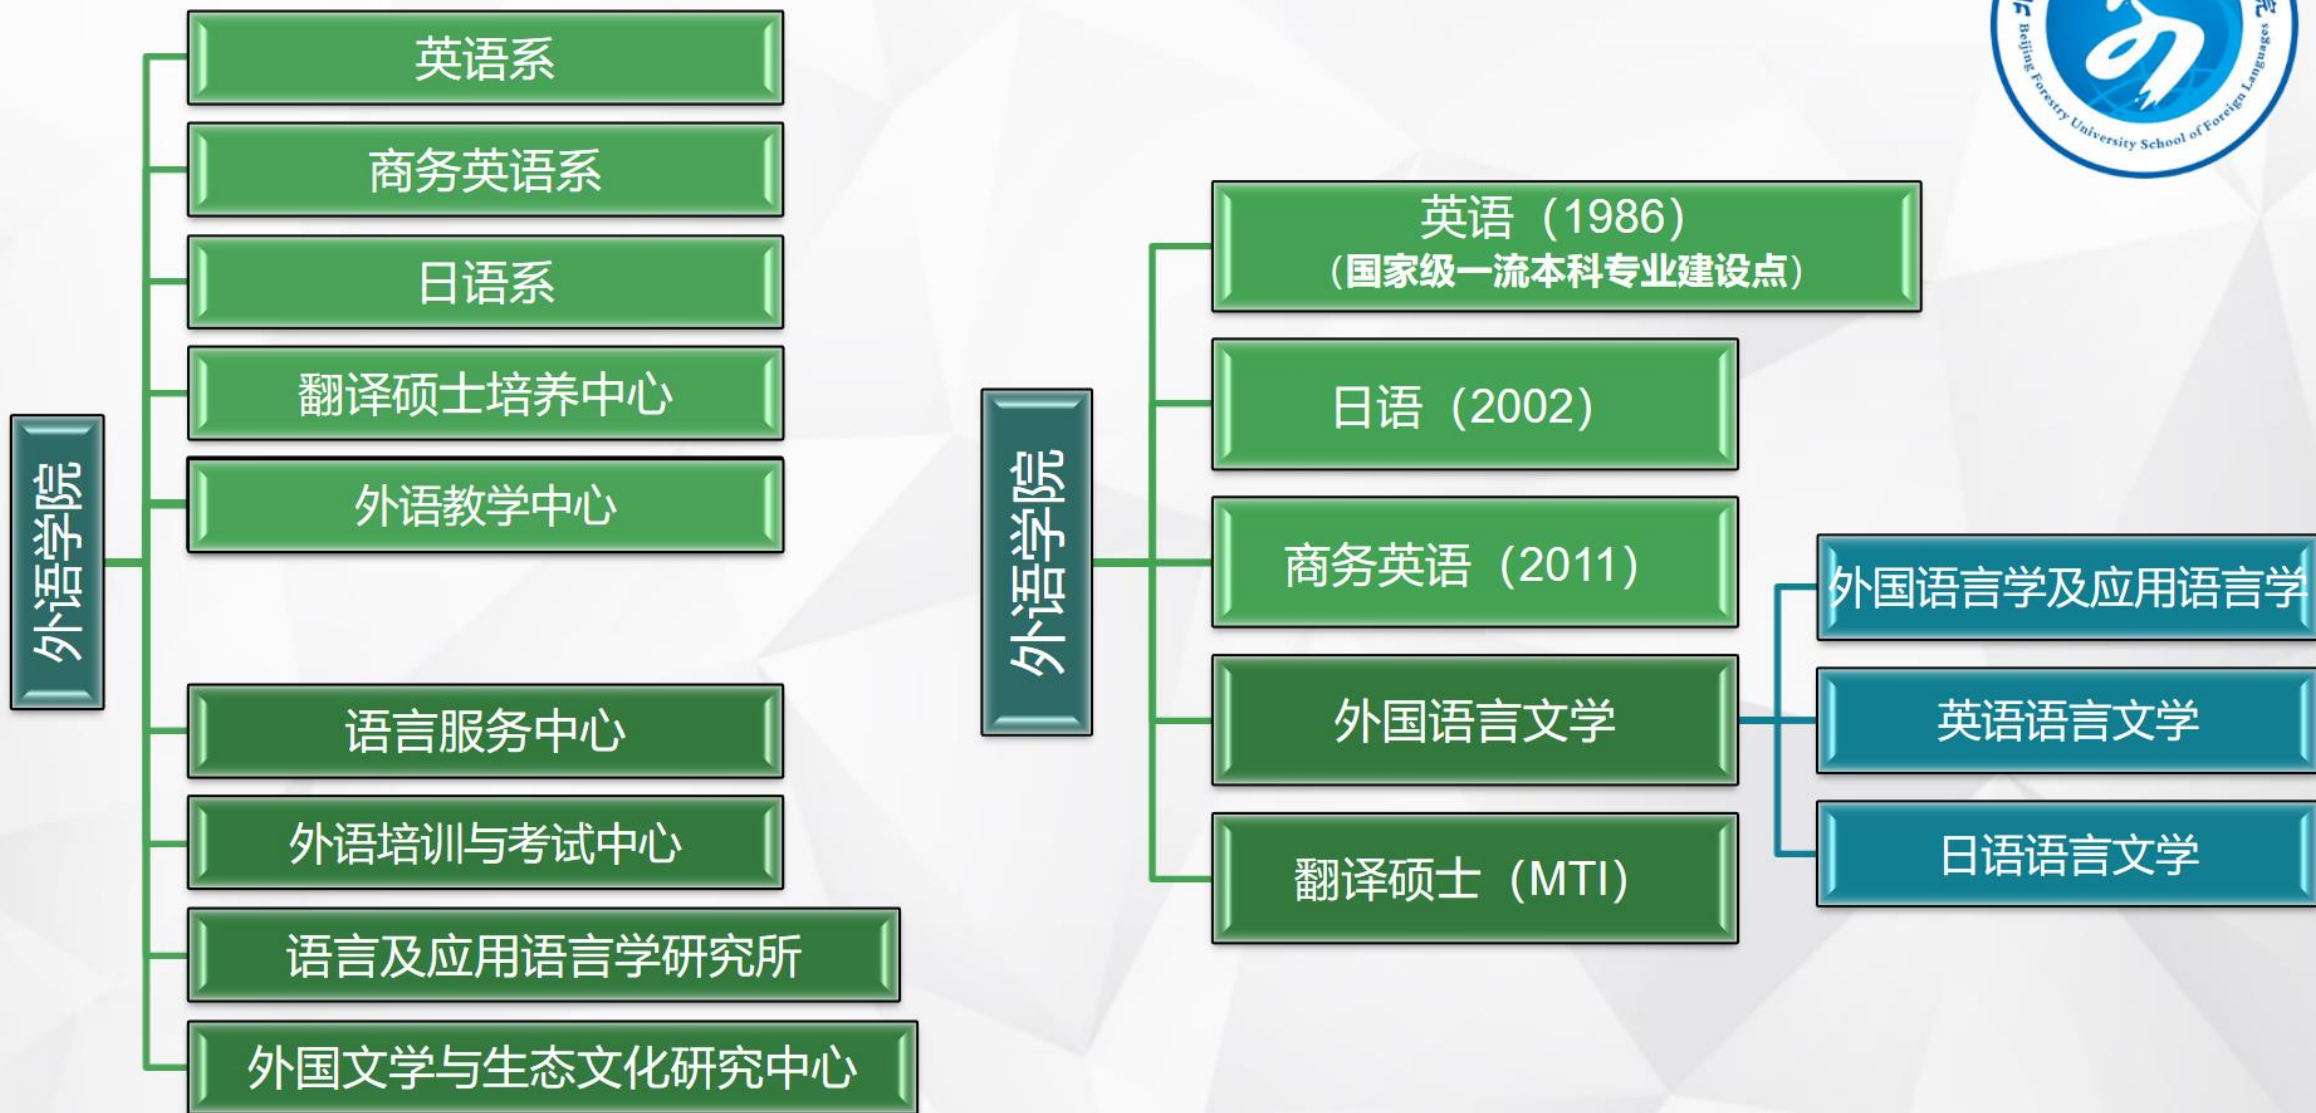 外语学院
英语系
商务英语系
日语系
翻译硕士培养中心
外语教学中心
语言服务中心
外语培训与考试中心
语言及应用语言学研究所
外国文学与生态文化研究中心
外语学院
英语（1986）
（国家级一流本科专业建设点）
日语（2002）
商务英语（2011）
外国语言文学
翻译硕士（MTI）
外国语言学及应用语言学
英语语言文学
日语语言文学
Beijing Forestry University School of Foreign Languages